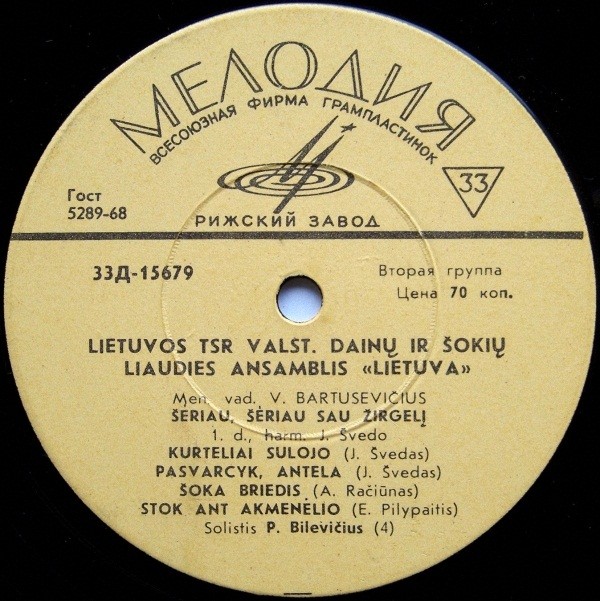 МЕЛОДИЯ
ВСЕСОЮЗНАЯ ФИРМА ГРАМПЛАСТИНОК
33
Гост
5289-68
РИЖСКИЙ ЗАВОД
33Д-15679
Вторая группа
Цена 70 коп.
LIETUVOS TSR VALST. DAINŲ IR ŠOKIŲ
LIAUDIES ANSAMBLIS «LIETUVA»
Men. vad. V. BARTUSEVIČIUS
ŠERIAU, ŠĖRIAU SAU ŽIRGELĮ
1. d., harm. J. Švedo
KURTELIAI SULOJO (J. Švedas)
PASVARCYK, ANTELA (J. Švedas)
ŠOKA BRIEDIS (A. Račiūnas)
STOK ANT AKMENĖLIO (E. Pilypaitis)
Solistis P. Bilevičius (4)